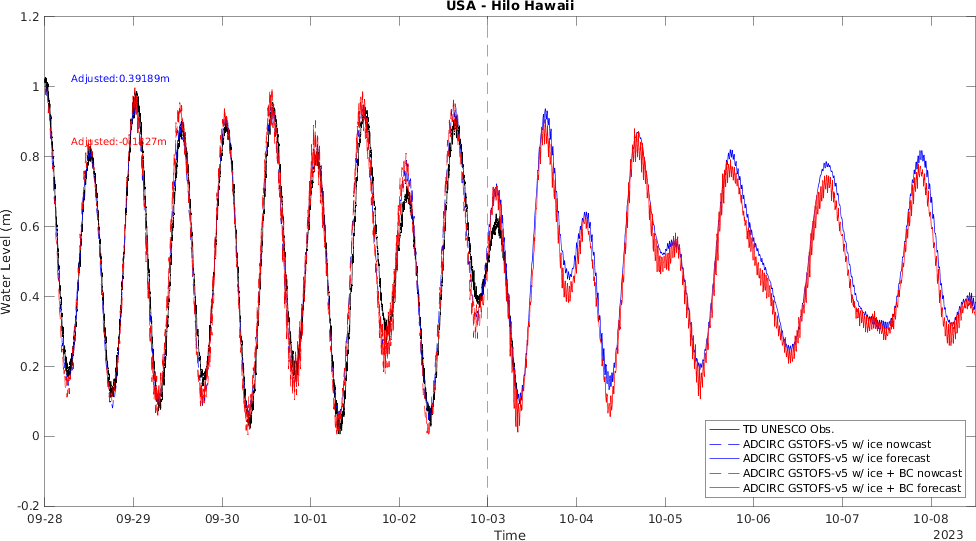 USA - Hilo Hawaii
1.2
1
0.8
0.6
0.4
0.2
0
-0.2
Water Level (m)
Adjusted:0.39189m
09-28
09-29
09-30
10-01
10-02
10-03
10-04
10-05
10-06
10-07
10-08
Time
2023
TD UNESCO Obs.
ADCIRC GSTOFS-v5 w/ ice nowcast
ADCIRC GSTOFS-v5 w/ ice forecast
ADCIRC GSTOFS-v5 w/ ice + BC nowcast
ADCIRC GSTOFS-v5 w/ ice + BC forecast